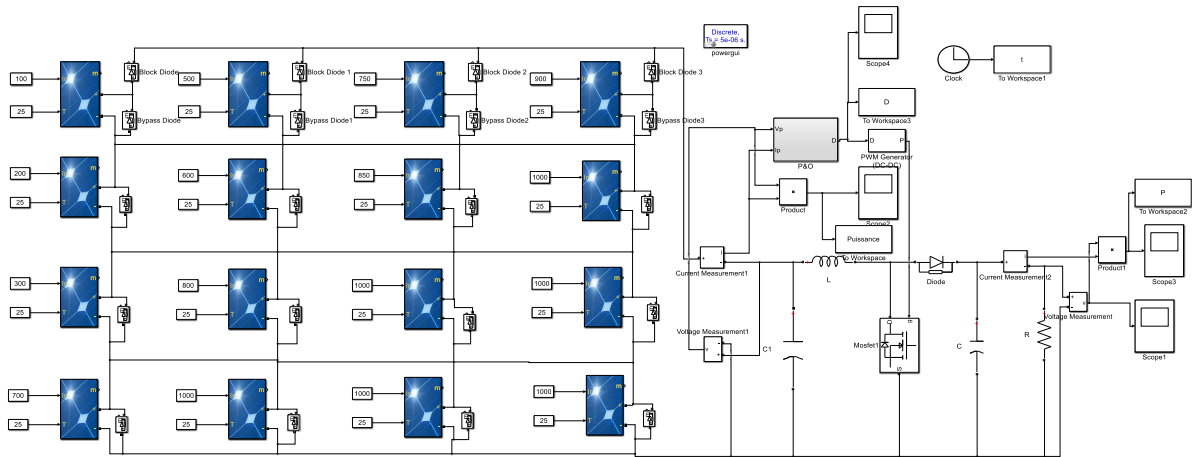 Discrete,
Ts = 5e-06 s.
powergui
Scope4
Clock
t
To Workspace1
D
To Workspace3
100
25
m
T
Block Diode
Bypass Diode
500
25
m
T
Block Diode 1
Bypass Diode1
750
25
m
T
Block Diode 2
Bypass Diode2
900
25
m
T
Block Diode 3
Bypass Diode3
Vp
Ip
D
P&O
D
P
PWM Generator
(DC-DC)
×
Product
Scope2
Puissance
To Workspace
200
25
m
T
600
25
m
T
850
25
m
T
1000
25
m
T
P
To Workspace2
Current Measurement1
L
Diode
Current Measurement2
×
Product1
Scope3
300
25
m
T
800
25
m
T
1000
25
m
T
1000
25
m
T
Voltage Measurement1
v
C1
Mosfet1
g
D
S
C
R
Voltage Measurement
v
Scope1
700
25
m
T
1000
25
m
T
1000
25
m
T
1000
25
m
T